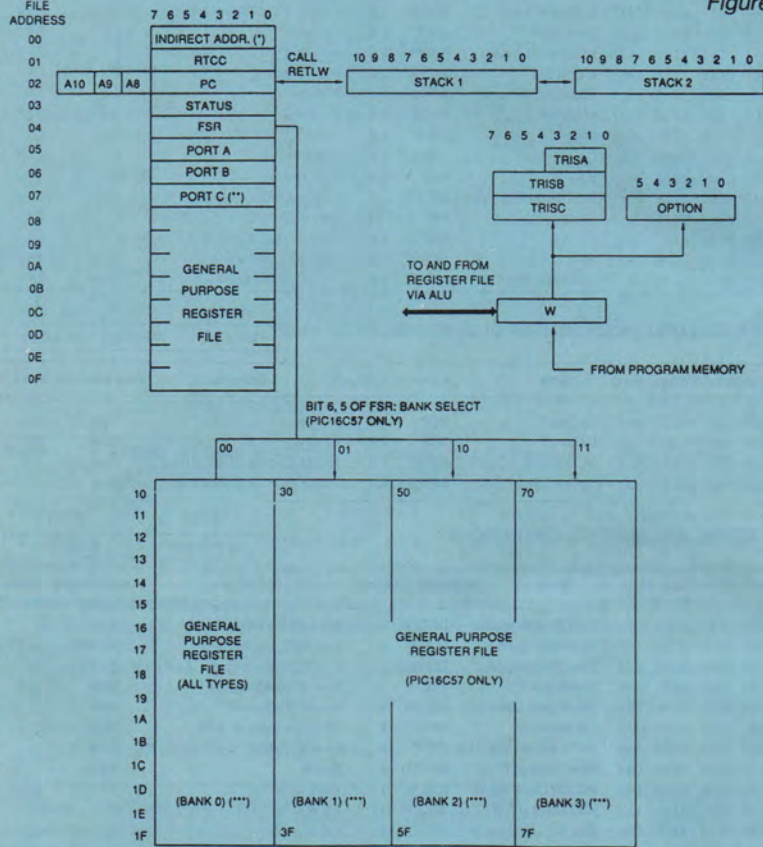 Figure
FILE
ADDRESS
7 6 5 4 3 2 1 0
00 INDIRECT ADDR. (*)
01 RTCC
02 A10 A9 A8 PC
CALL
RETLW
10 9 8 7 6 5 4 3 2 1 0
STACK 1
10 9 8 7 6 5 4 3 2 1 0
STACK 2
03 STATUS
04 FSR
05 PORT A
06 PORT B
07 PORT C (**)
08
09
0A GENERAL
0B PURPOSE
0C REGISTER
0D FILE
0E
0F
7 6 5 4 3 2 1 0
TRISA
TRISB
TRISC
5 4 3 2 1 0
OPTION
TO AND FROM
REGISTER FILE
VIA ALU
W
FROM PROGRAM MEMORY
BIT 6, 5 OF FSR: BANK SELECT
(PIC16C57 ONLY)
00 01 10 11
10 30 50 70
11
12
13
14
15
16
17
18
19
1A
1B
1C
1D
1E
1F
GENERAL
PURPOSE
REGISTER
FILE
(ALL TYPES)
GENERAL PURPOSE
REGISTER FILE
(PIC16C57 ONLY)
(BANK 0) (***) (BANK 1) (***) (BANK 2) (***) (BANK 3) (***)
3F 5F 7F